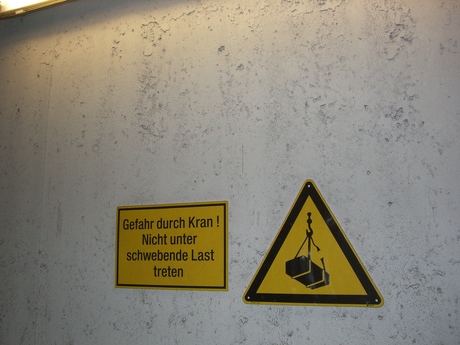 Gefahr durch Kran !
Nicht unter
schwebende Last
treten